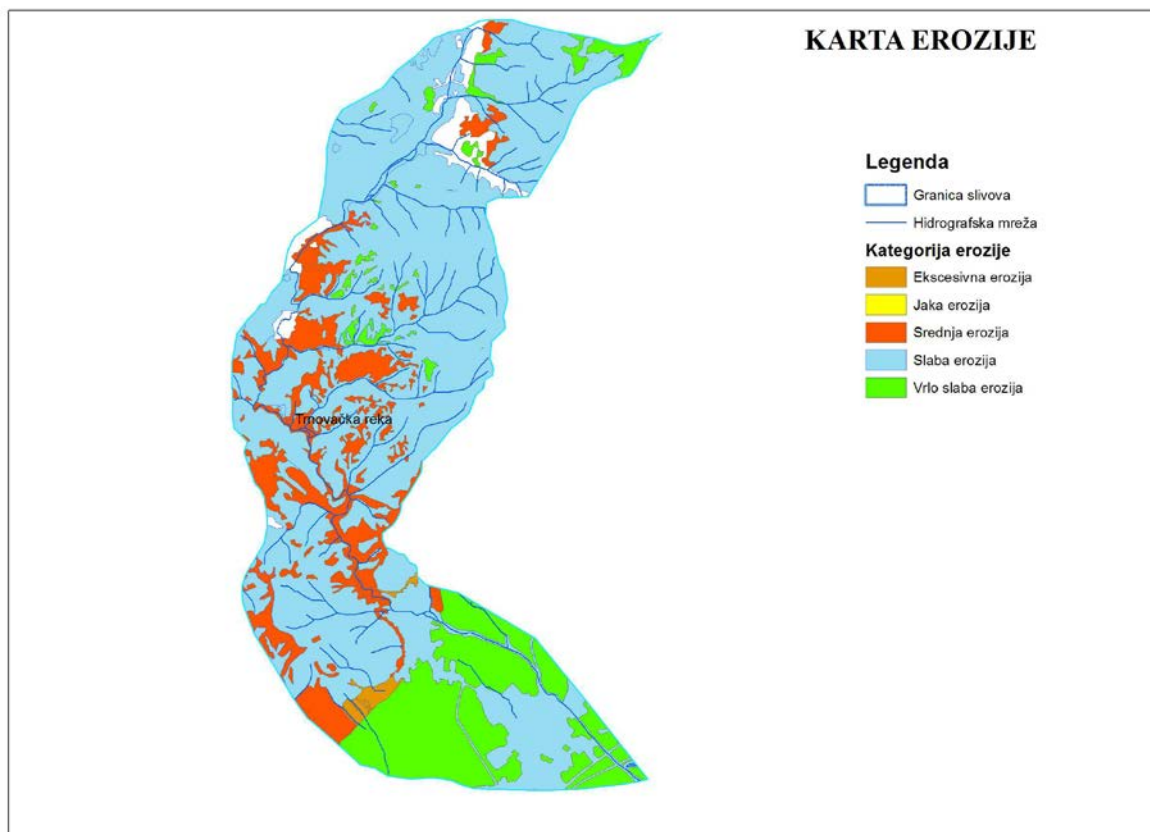 KARTA EROZIJE
Legenda
Granica slivova
Hidrografska mreža
Kategorija erozije
Ekscesivna erozija
Jaka erozija
Srednja erozija
Slaba erozija
Vrlo slaba erozija
Trnovačka reka